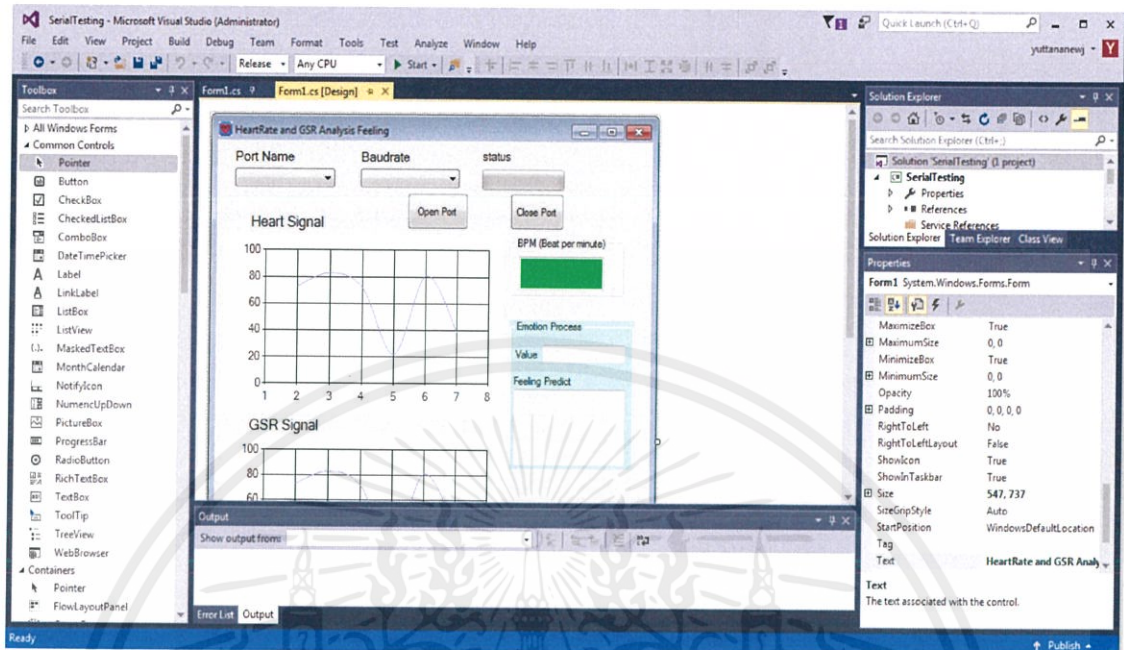 SerialTesting - Microsoft Visual Studio (Administrator)
1
Quick Launch (Ctrl+Q)
File Edit View Project Build Debug Team Format Tools Test Analyze Window Help
yuttananewj Y
Release Any CPU Start
Toolbox
Search Toolbox
All Windows Forms
Common Controls
Pointer
Button
CheckBox
CheckedListBox
ComboBox
DateTimePicker
Label
LinkLabel
ListBox
ListView
MaskedTextBox
MonthCalendar
NotifyIcon
NumericUpDown
PictureBox
ProgressBar
RadioButton
RichTextBox
TextBox
ToolTip
TreeView
WebBrowser
Containers
Pointer
FlowLayoutPanel
Form1.cs Form1.cs [Design]
HeartRate and GSR Analysis Feeling
Port Name Baudrate status
Open Port Close Port
Heart Signal
100
80
60
40
20
0
1 2 3 4 5 6 7 8
BPM (Beat per minute)
Emotion Process
Value
Feeling Predict
GSR Signal
100
80
60
Output
Show output from:
Error List Output
Solution Explorer
Search Solution Explorer (Ctrl+;)
Solution 'SerialTesting' (1 project)
SerialTesting
Properties
References
Service References
Solution Explorer Team Explorer Class View
Properties
Form1 System.Windows.Forms.Form
MaximizeBox True
MaximumSize 0, 0
MinimizeBox True
MinimumSize 0, 0
Opacity 100%
Padding 0, 0, 0, 0
RightToLeft No
RightToLeftLayout False
ShowIcon True
ShowInTaskbar True
Size 547, 737
SizeGripStyle Auto
StartPosition WindowsDefaultLocation
Tag
Text HeartRate and GSR Analy
Text
The text associated with the control.
Ready
Publish